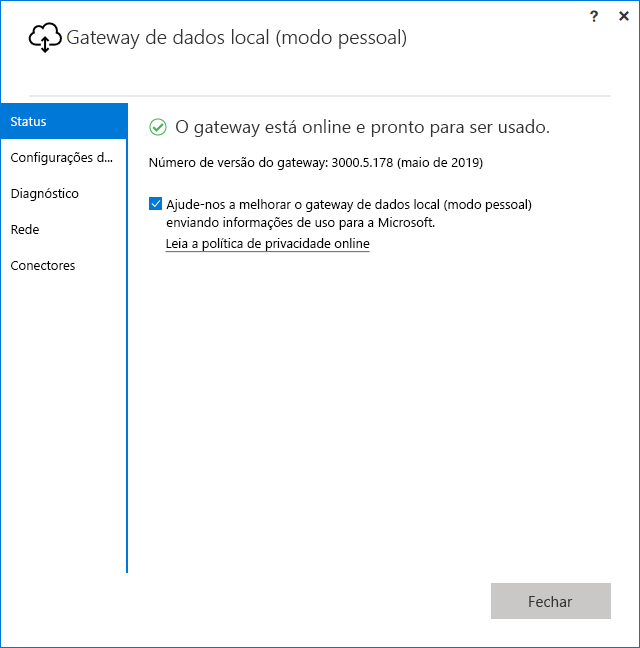 ? ×
Gateway de dados local (modo pessoal)
Status
Configurações d...
Diagnóstico
Rede
Conectores
O gateway está online e pronto para ser usado.
Número de versão do gateway: 3000.5.178 (maio de 2019)
Ajude-nos a melhorar o gateway de dados local (modo pessoal)
enviando informações de uso para a Microsoft.
Leia a política de privacidade online
Fechar